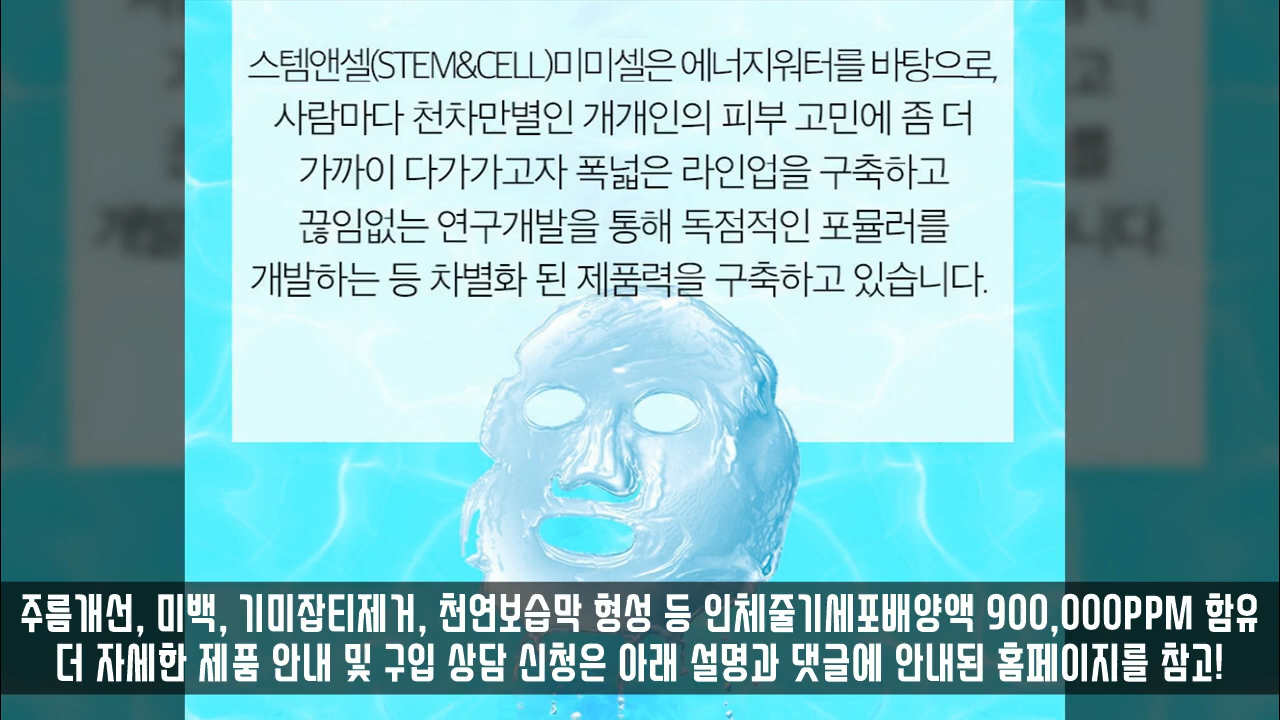 스템앤셀(STEM&CELL)미미셀은 에너지워터를 바탕으로,
사람마다 천차만별인 개개인의 피부 고민에 좀 더
가까이 다가가고자 폭넓은 라인업을 구축하고
끊임없는 연구개발을 통해 독점적인 포뮬러를
개발하는 등 차별화 된 제품력을 구축하고 있습니다.
주름개선, 미백, 기미잡티제거, 천연보습막 형성 등 인체줄기세포배양액 900,000PPM 함유
더 자세한 제품 안내 및 구입 상담 신청은 아래 설명과 댓글에 안내된 홈페이지를 참고!